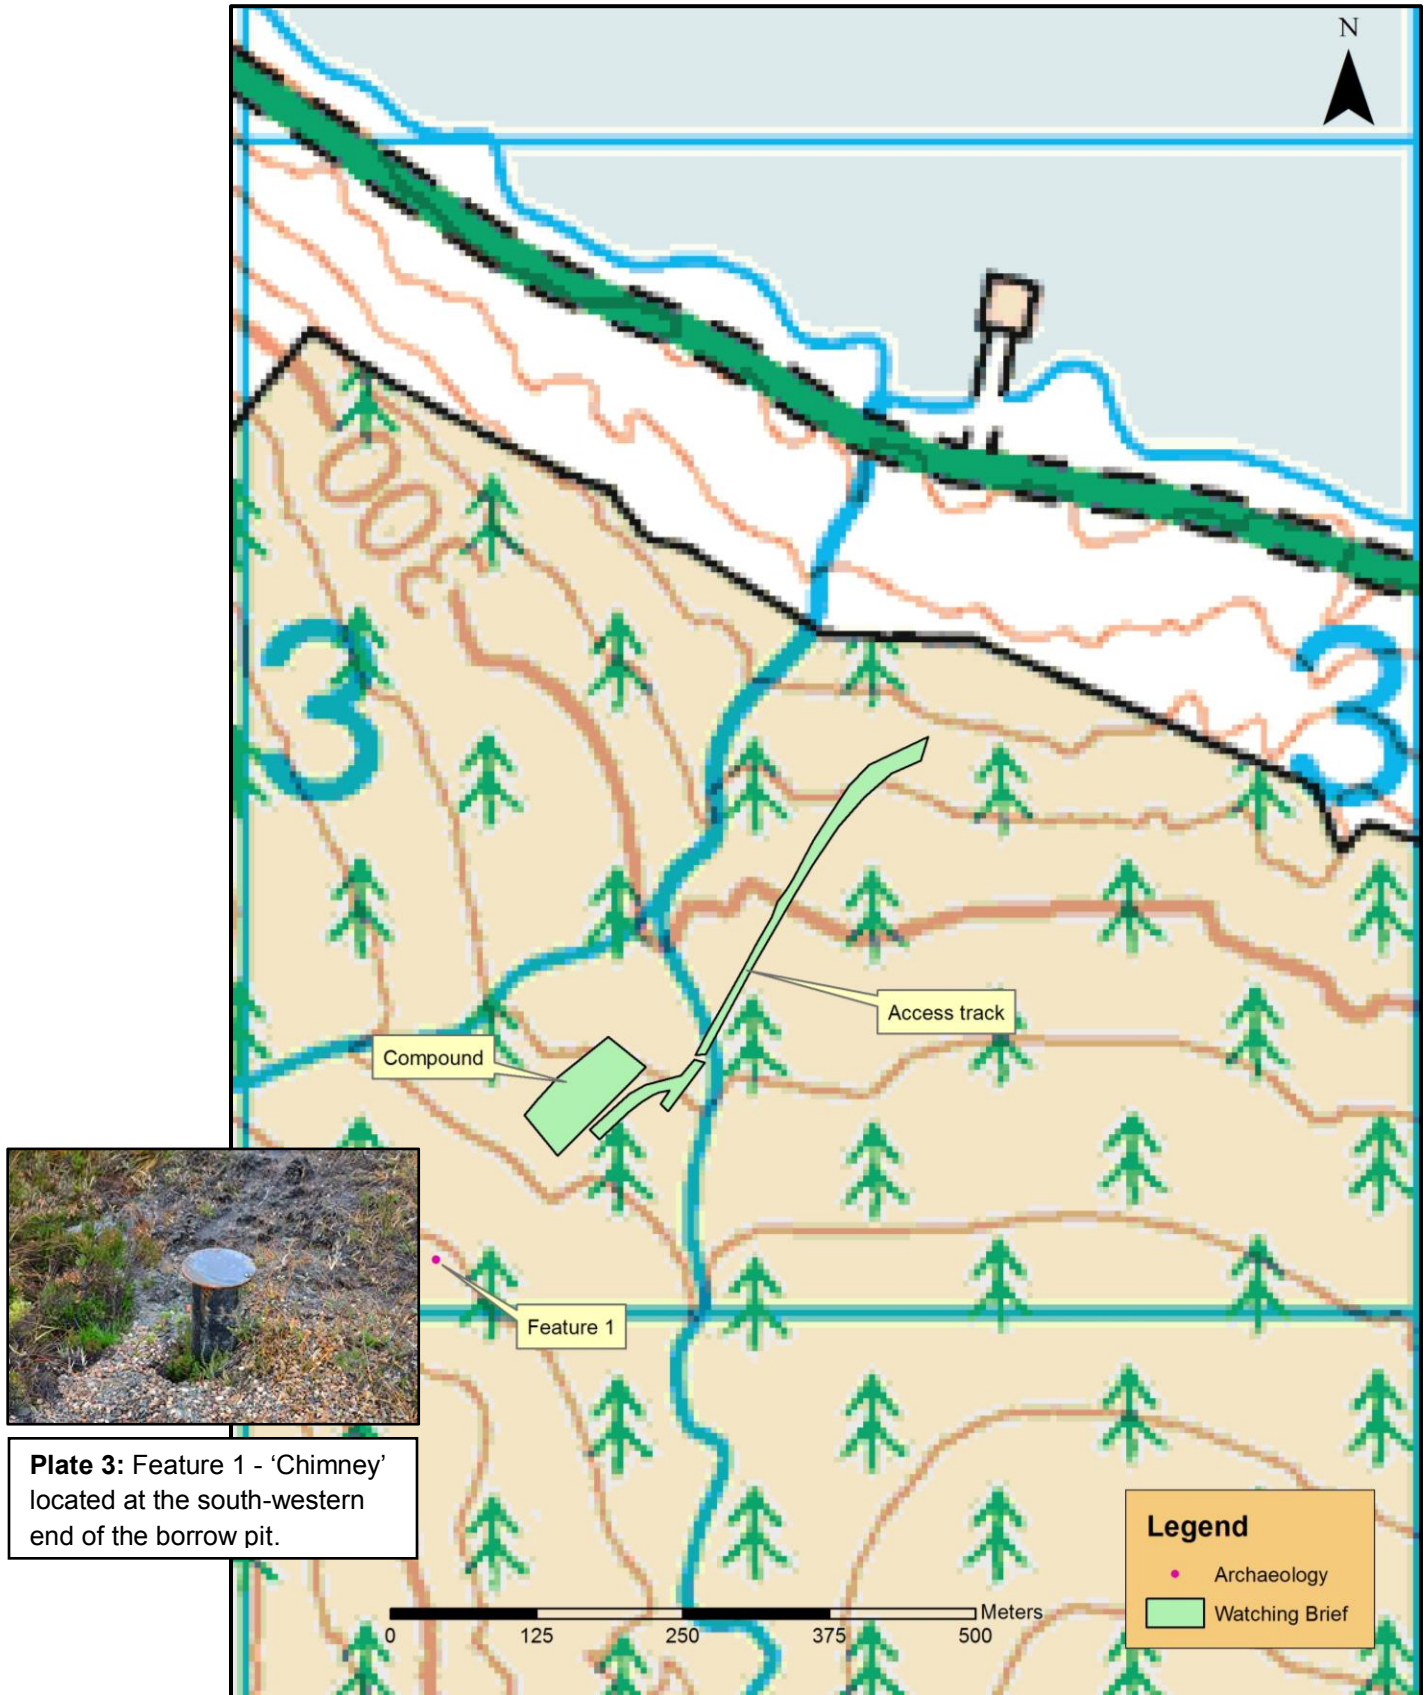 N
300
3
3
Access track
Compound
Feature 1
Plate 3: Feature 1 - ‘Chimney’
located at the south-western
end of the borrow pit.
Legend
Archaeology
Watching Brief
Meters
0 125 250 375 500